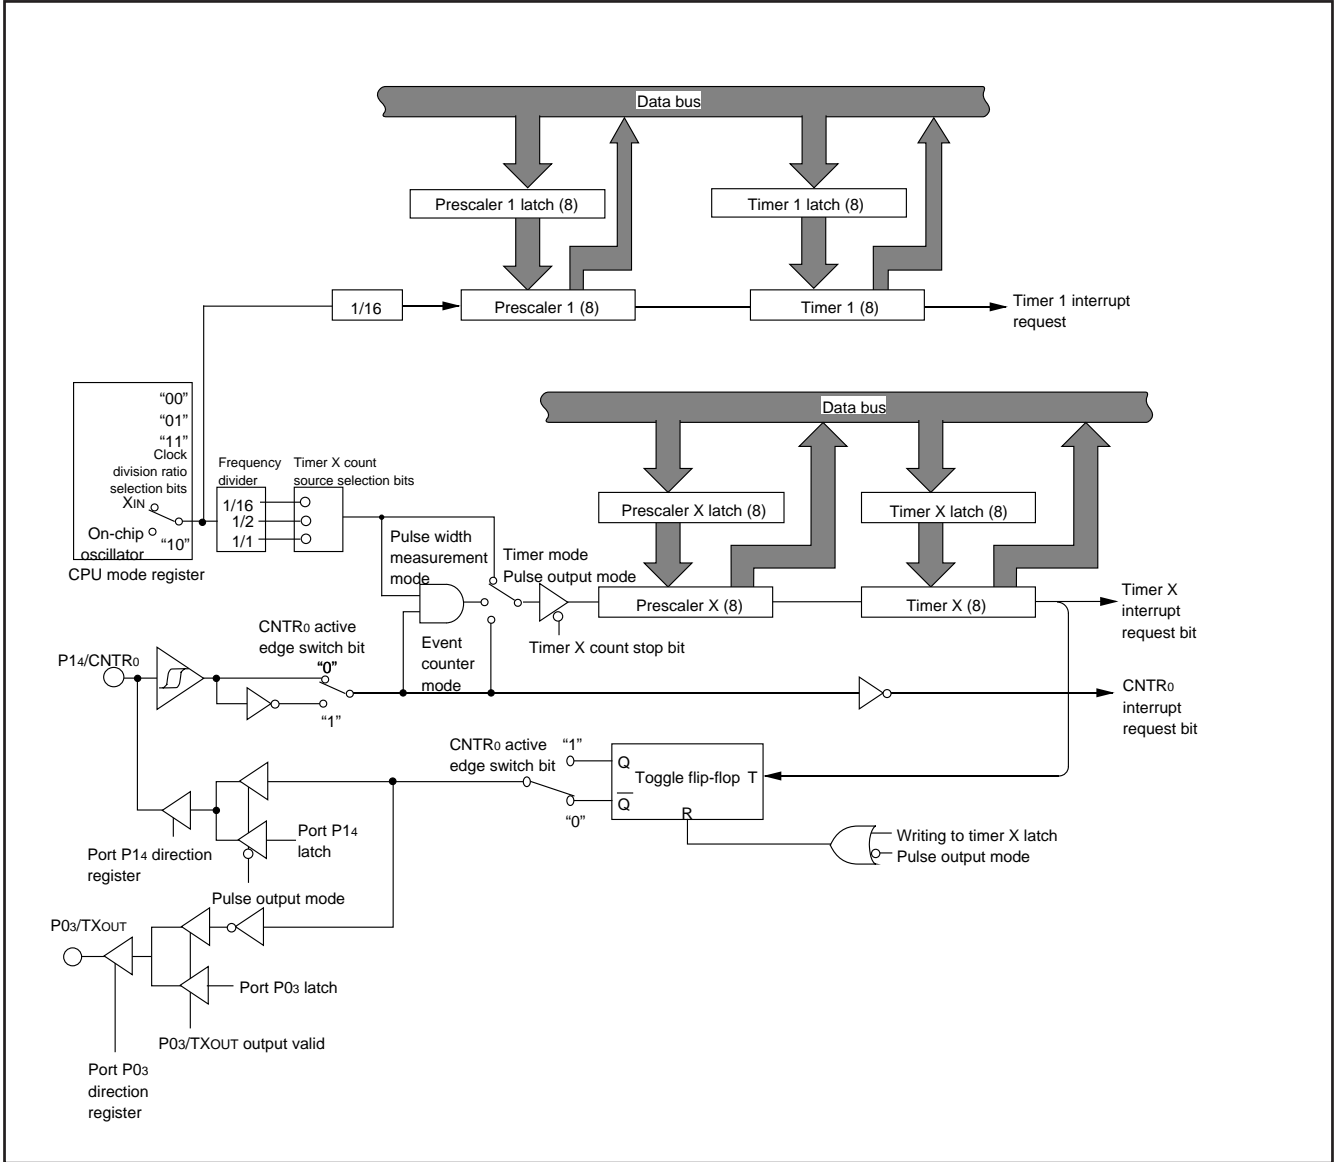 Data bus
Prescaler 1 latch (8)
Timer 1 latch (8)
1/16
Prescaler 1 (8)
Timer 1 (8)
Timer 1 interrupt
request
“00”
“01”
“11”
Clock
division ratio
selection bits
XIN
On-chip
oscillator
“10”
CPU mode register
Frequency
divider
1/16
1/2
1/1
Timer X count
source selection bits
Data bus
Prescaler X latch (8)
Timer X latch (8)
Pulse width
measurement
mode
Timer mode
Pulse output mode
Prescaler X (8)
Timer X (8)
Timer X
interrupt
request bit
Timer X count stop bit
Event
counter
mode
P14/CNTR0
CNTR0 active
edge switch bit
“0”
“1”
CNTR0
interrupt
request bit
CNTR0 active
edge switch bit
“1”
“0”
Q
Toggle flip-flop T
Q
R
Writing to timer X latch
Pulse output mode
Port P14
latch
Port P14 direction
register
Pulse output mode
P03/TXOUT
Port P03 latch
P03/TXOUT output valid
Port P03
direction
register